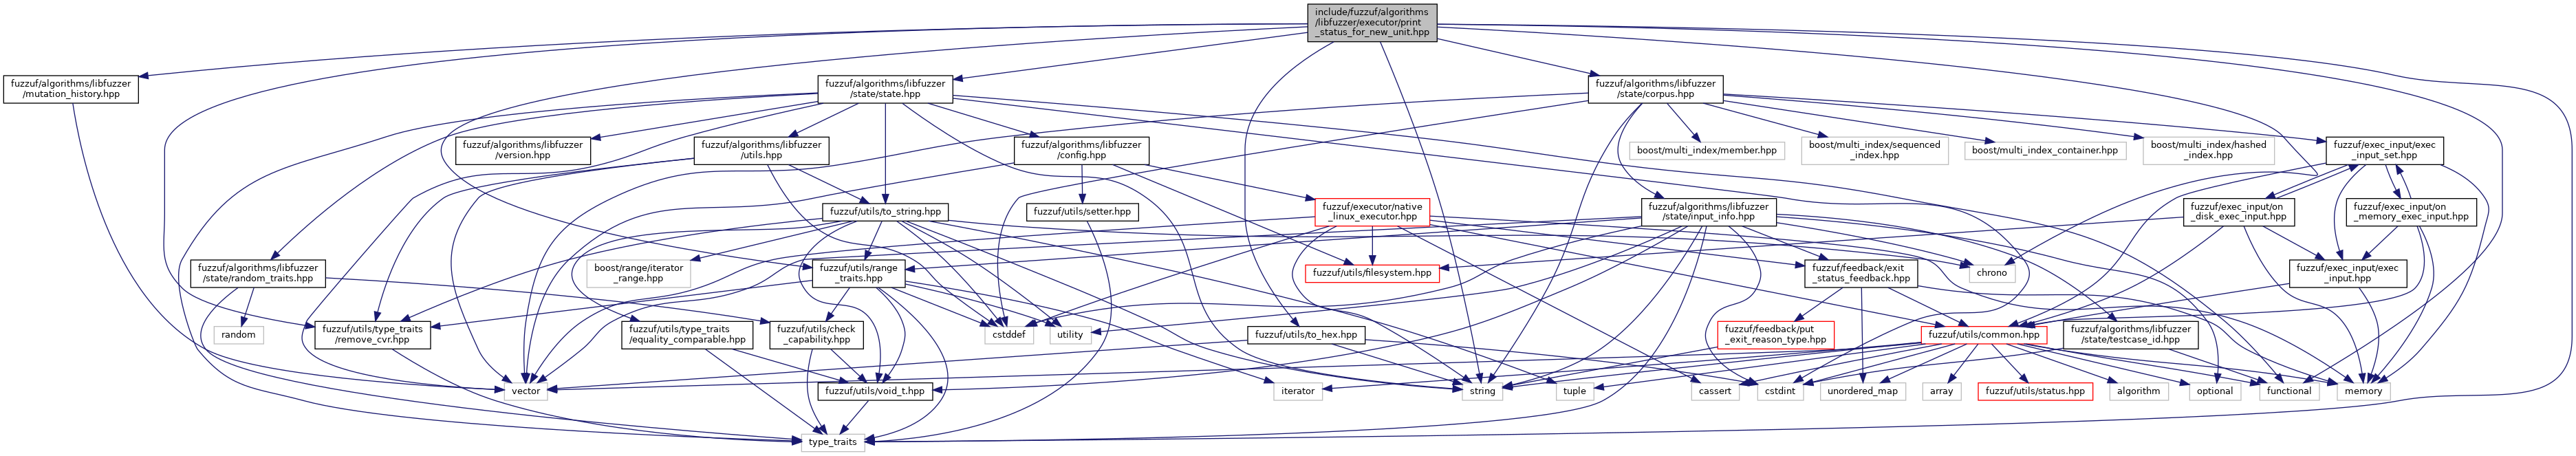 include/fuzzuf/algorithms
/libfuzzer/executor/print
_status_for_new_unit.hpp
fuzzuf/algorithms/libfuzzer
/mutation_history.hpp
fuzzuf/algorithms/libfuzzer
/state/state.hpp
fuzzuf/algorithms/libfuzzer
/state/corpus.hpp
fuzzuf/algorithms/libfuzzer
/version.hpp
fuzzuf/algorithms/libfuzzer
/utils.hpp
fuzzuf/algorithms/libfuzzer
/config.hpp
boost/multi_index/member.hpp
boost/multi_index/sequenced
_index.hpp
boost/multi_index_container.hpp
boost/multi_index/hashed
_index.hpp
fuzzuf/exec_input/exec
_input_set.hpp
fuzzuf/utils/to_string.hpp
fuzzuf/utils/setter.hpp
fuzzuf/executor/native
_linux_executor.hpp
fuzzuf/algorithms/libfuzzer
/state/input_info.hpp
fuzzuf/exec_input/on
_disk_exec_input.hpp
fuzzuf/exec_input/on
_memory_exec_input.hpp
fuzzuf/algorithms/libfuzzer
/state/random_traits.hpp
boost/range/iterator
_range.hpp
fuzzuf/utils/range
_traits.hpp
fuzzuf/utils/filesystem.hpp
fuzzuf/feedback/exit
_status_feedback.hpp
chrono
fuzzuf/exec_input/exec
_input.hpp
random
fuzzuf/utils/type_traits
/remove_cvr.hpp
fuzzuf/utils/type_traits
/equality_comparable.hpp
fuzzuf/utils/check
_capability.hpp
cstddef
utility
fuzzuf/utils/to_hex.hpp
fuzzuf/feedback/put
_exit_reason_type.hpp
fuzzuf/utils/common.hpp
fuzzuf/algorithms/libfuzzer
/state/testcase_id.hpp
vector
fuzzuf/utils/void_t.hpp
iterator
string
tuple
cassert
cstdint
unordered_map
array
fuzzuf/utils/status.hpp
algorithm
optional
functional
memory
type_traits